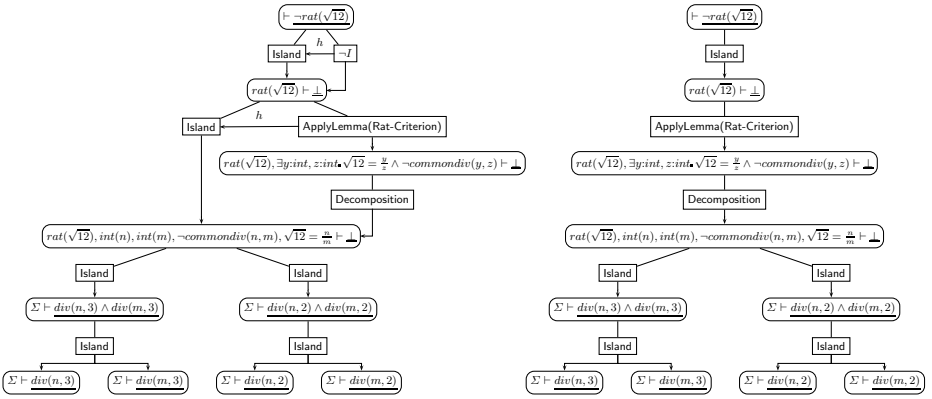 ⊢ ¬rat(√12)
h
Island
¬I
rat(√12) ⊢ ⊥
h
Island
ApplyLemma(Rat-Criterion)
rat(√12), ∃y:int, z:int. √12 = y/z ∧ ¬commondiv(y, z) ⊢ ⊥
Decomposition
rat(√12), int(n), int(m), ¬commondiv(n, m), √12 = n/m ⊢ ⊥
Island
Island
Σ ⊢ div(n, 3) ∧ div(m, 3)
Σ ⊢ div(n, 2) ∧ div(m, 2)
Island
Island
Σ ⊢ div(n, 3)
Σ ⊢ div(m, 3)
Σ ⊢ div(n, 2)
Σ ⊢ div(m, 2)
⊢ ¬rat(√12)
Island
rat(√12) ⊢ ⊥
ApplyLemma(Rat-Criterion)
rat(√12), ∃y:int, z:int. √12 = y/z ∧ ¬commondiv(y, z) ⊢ ⊥
Decomposition
rat(√12), int(n), int(m), ¬commondiv(n, m), √12 = n/m ⊢ ⊥
Island
Island
Σ ⊢ div(n, 3) ∧ div(m, 3)
Σ ⊢ div(n, 2) ∧ div(m, 2)
Island
Island
Σ ⊢ div(n, 3)
Σ ⊢ div(m, 3)
Σ ⊢ div(n, 2)
Σ ⊢ div(m, 2)